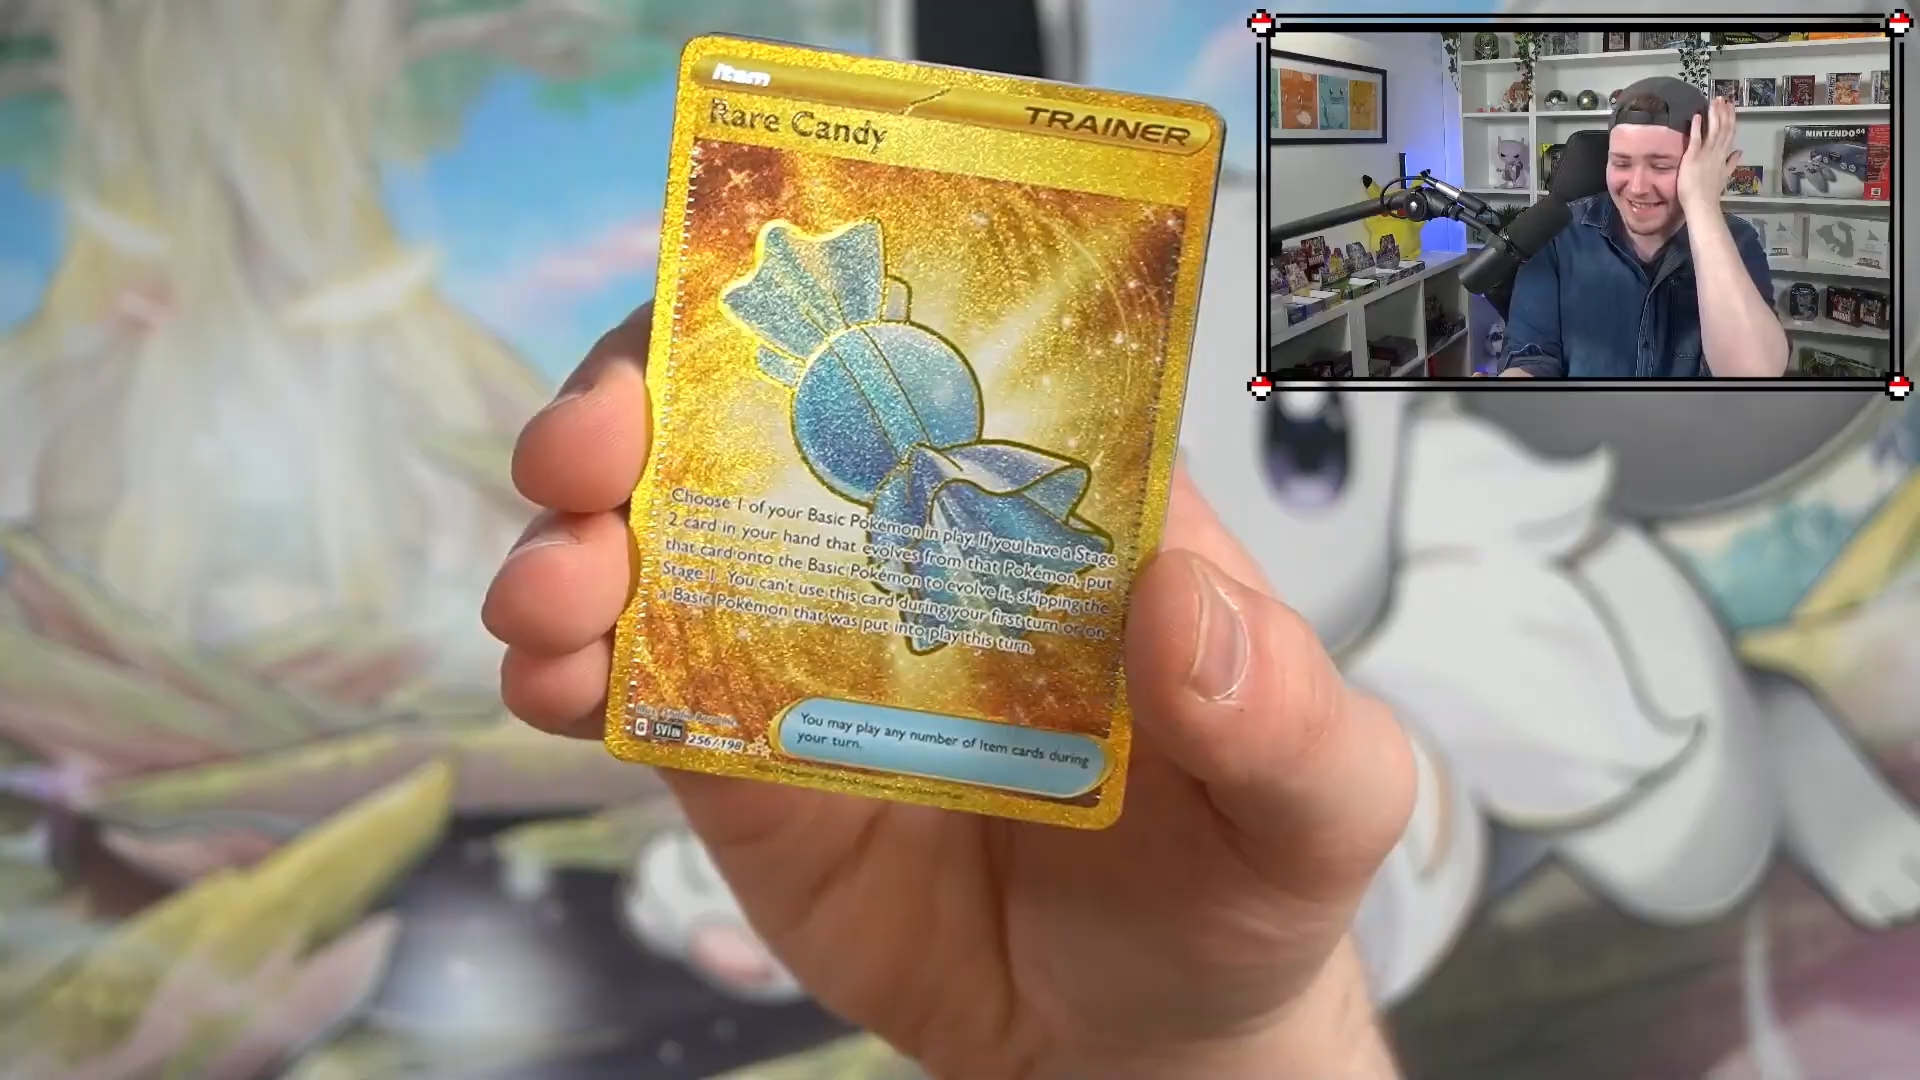 Item
Rare Candy
TRAINER
Choose 1 of your Basic Pokémon in play. If you have a Stage
2 card in your hand that evolves from that Pokémon, put
that card onto the Basic Pokémon to evolve it, skipping the
Stage 1. You can't use this card during your first turn or on
a Basic Pokémon that was put into play this turn.
G SVI EN 256/198
You may play any number of Item cards during
your turn.
NINTENDO 64